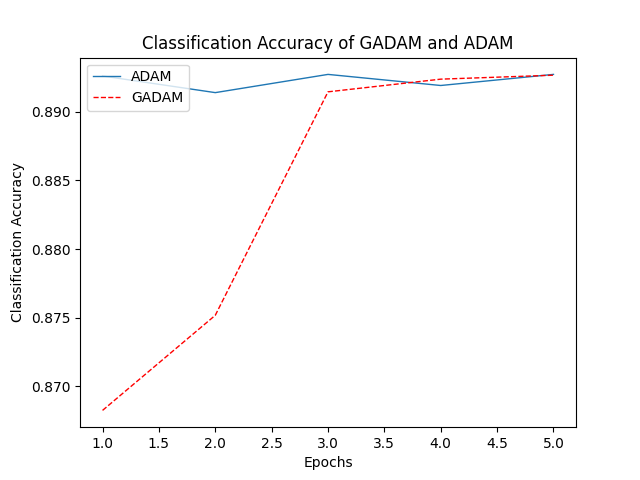 Classification Accuracy of GADAM and ADAM
ADAM
GADAM
0.890
0.885
0.880
0.875
0.870
Classification Accuracy
1.0 1.5 2.0 2.5 3.0 3.5 4.0 4.5 5.0
Epochs